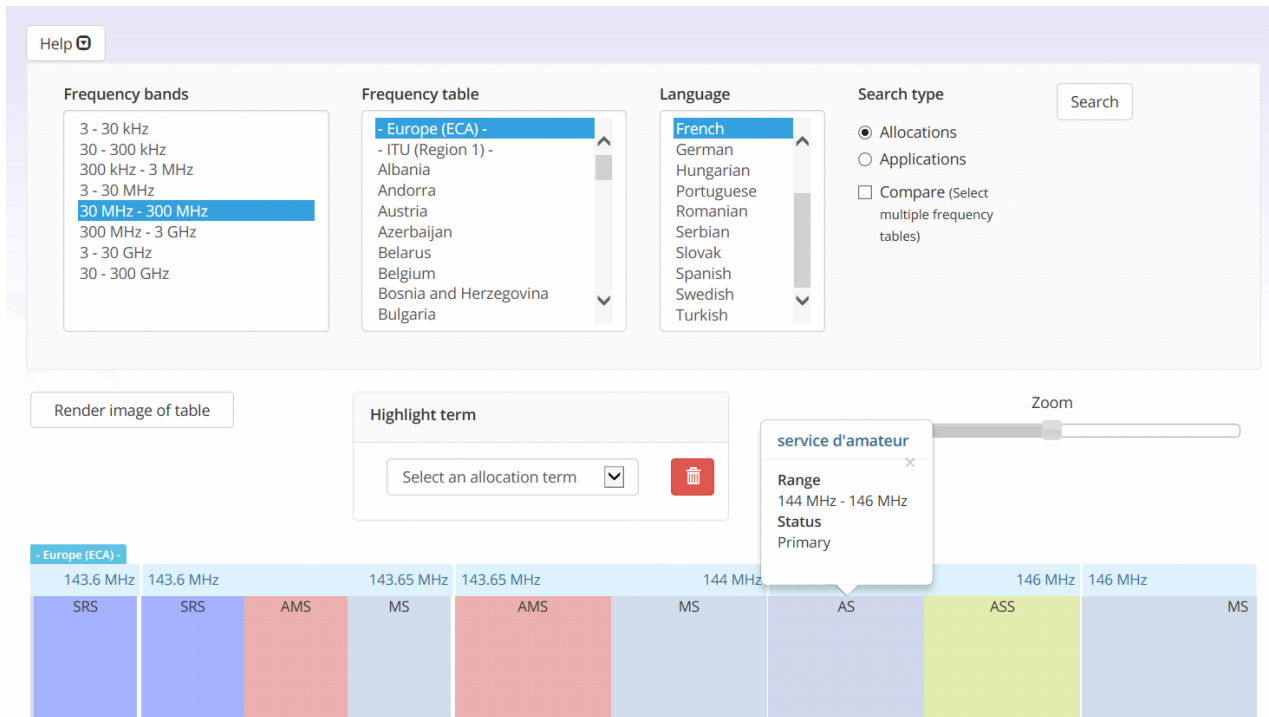 Help
Frequency bands
3 - 30 kHz
30 - 300 kHz
300 kHz - 3 MHz
3 - 30 MHz
30 MHz - 300 MHz
300 MHz - 3 GHz
3 - 30 GHz
30 - 300 GHz
Frequency table
- Europe (ECA) -
- ITU (Region 1) -
Albania
Andorra
Austria
Azerbaijan
Belarus
Belgium
Bosnia and Herzegovina
Bulgaria
Language
French
German
Hungarian
Portuguese
Romanian
Serbian
Slovak
Spanish
Swedish
Turkish
Search type
Allocations
Applications
Compare (Select
multiple frequency
tables)
Search
Render image of table
Highlight term
Select an allocation term
Zoom
service d'amateur
×
Range
144 MHz - 146 MHz
Status
Primary
- Europe (ECA) -
143.6 MHz 143.6 MHz 143.65 MHz 143.65 MHz 144 MHz 146 MHz 146 MHz
SRS SRS AMS MS AMS MS AS ASS MS